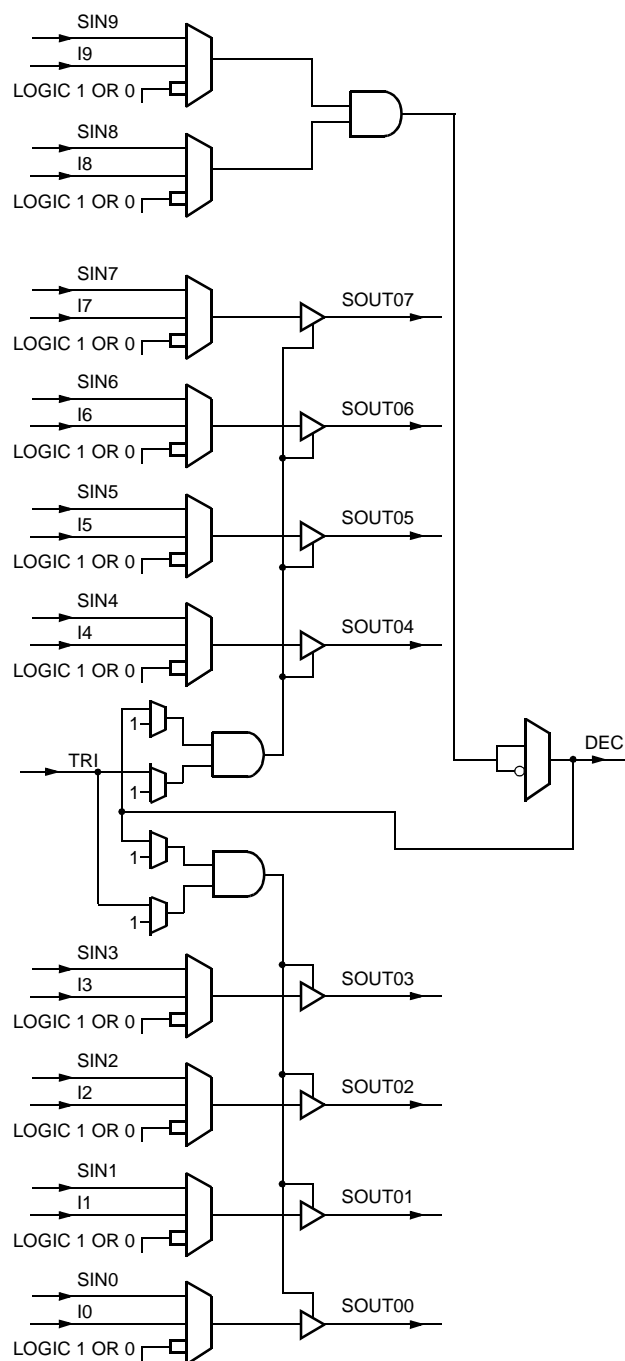 SIN9
I9
LOGIC 1 OR 0
SIN8
I8
LOGIC 1 OR 0
SIN7
SOUT07
I7
LOGIC 1 OR 0
SIN6
SOUT06
I6
LOGIC 1 OR 0
SIN5
SOUT05
I5
LOGIC 1 OR 0
SIN4
SOUT04
I4
LOGIC 1 OR 0
1
TRI
DEC
1
1
1
SIN3
SOUT03
I3
LOGIC 1 OR 0
SIN2
SOUT02
I2
LOGIC 1 OR 0
SIN1
SOUT01
I1
LOGIC 1 OR 0
SIN0
SOUT00
I0
LOGIC 1 OR 0